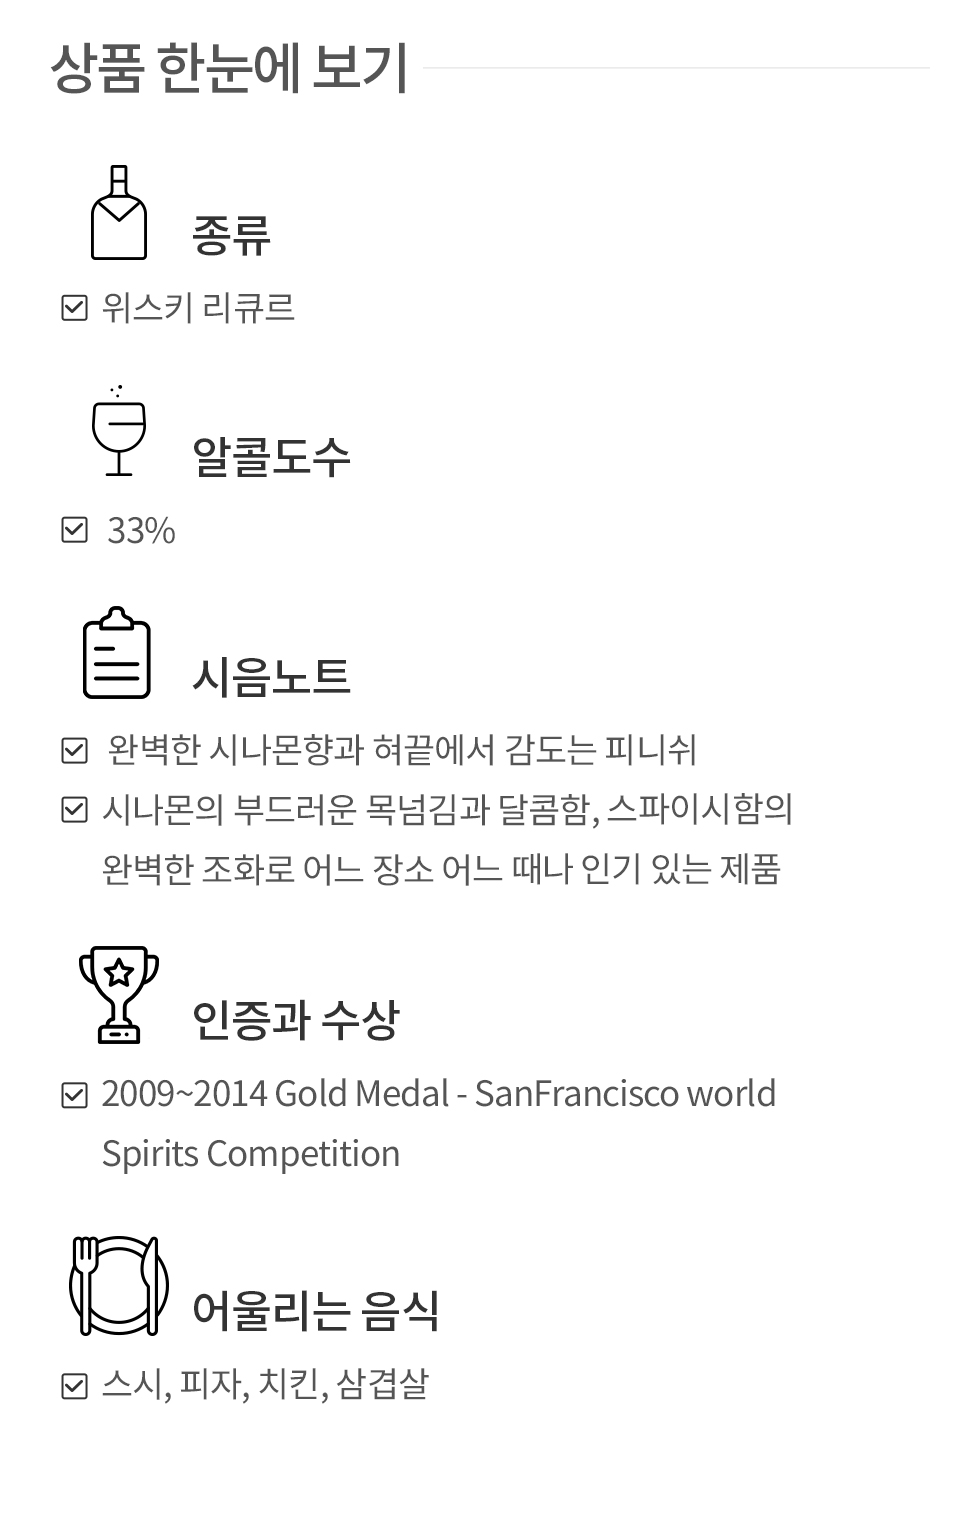 상품 한눈에 보기
종류
위스키 리큐르
알콜도수
33%
시음노트
완벽한 시나몬향과 혀끝에서 감도는 피니쉬
시나몬의 부드러운 목넘김과 달콤함, 스파이시함의
완벽한 조화로 어느 장소 어느 때나 인기 있는 제품
인증과 수상
2009~2014 Gold Medal - SanFrancisco world
Spirits Competition
어울리는 음식
스시, 피자, 치킨, 삼겹살